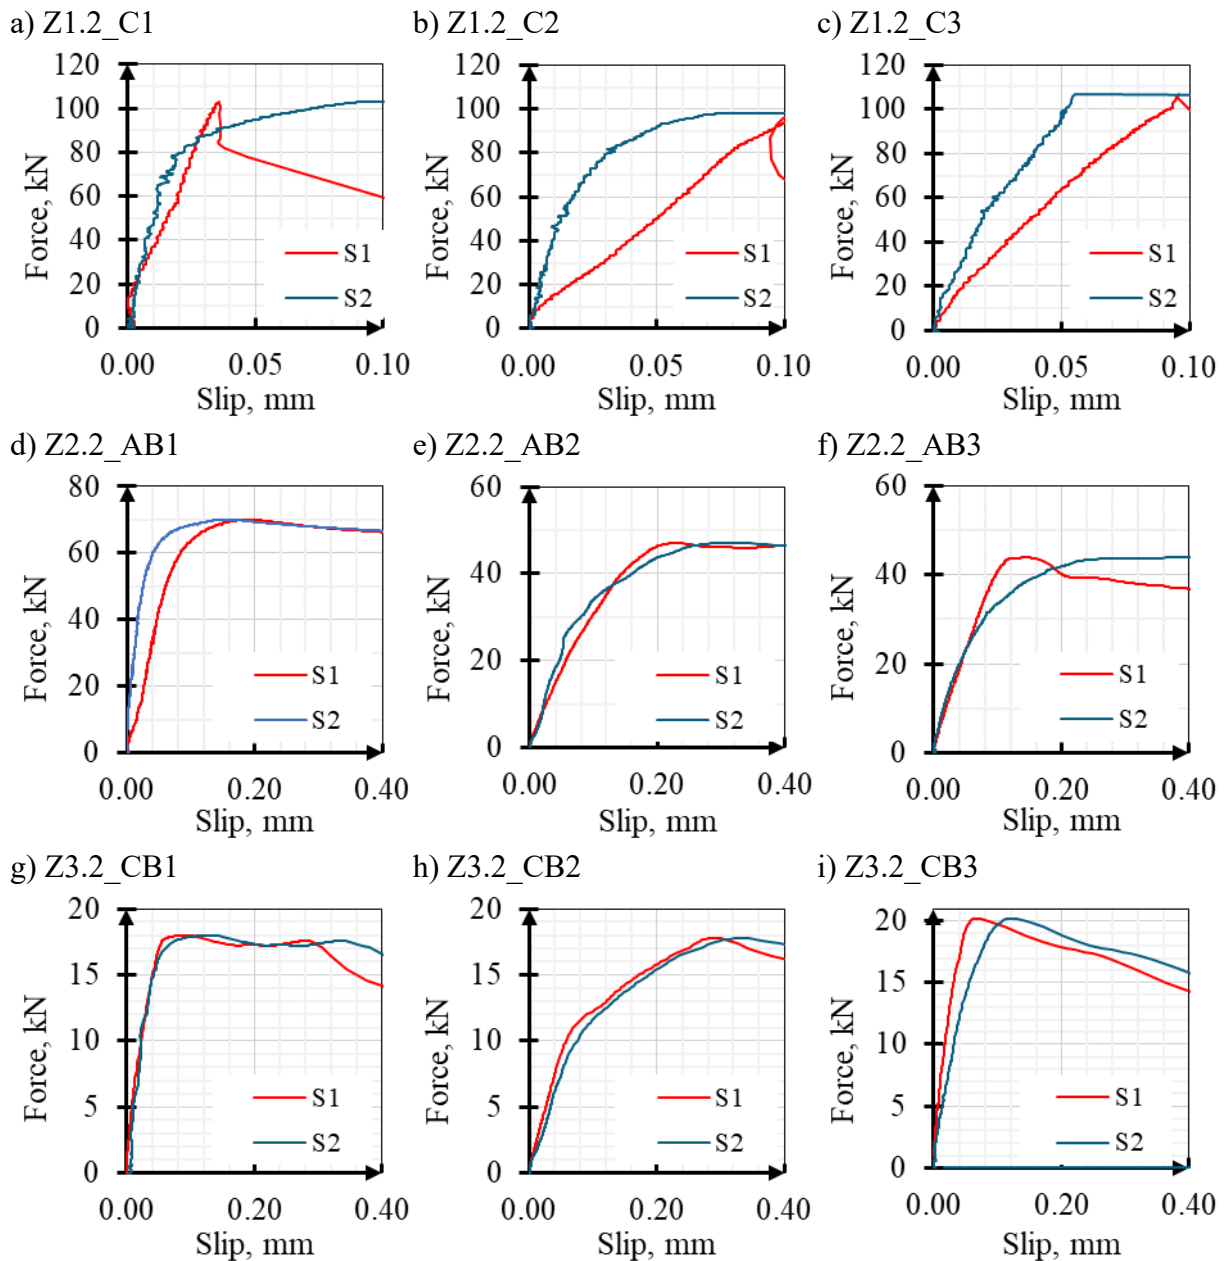 a) Z1.2_C1
120
100
80
60
40
20
0
Force, kN
S1
S2
0.00 0.05 0.10
Slip, mm
b) Z1.2_C2
120
100
80
60
40
20
0
Force, kN
S1
S2
0.00 0.05 0.10
Slip, mm
c) Z1.2_C3
120
100
80
60
40
20
0
Force, kN
S1
S2
0.00 0.05 0.10
Slip, mm
d) Z2.2_AB1
80
60
40
20
0
Force, kN
S1
S2
0.00 0.20 0.40
Slip, mm
e) Z2.2_AB2
60
40
20
0
Force, kN
S1
S2
0.00 0.20 0.40
Slip, mm
f) Z2.2_AB3
60
40
20
0
Force, kN
S1
S2
0.00 0.20 0.40
Slip, mm
g) Z3.2_CB1
20
15
10
5
0
Force, kN
S1
S2
0.00 0.20 0.40
Slip, mm
h) Z3.2_CB2
20
15
10
5
0
Force, kN
S1
S2
0.00 0.20 0.40
Slip, mm
i) Z3.2_CB3
20
15
10
5
0
Force, kN
S1
S2
0.00 0.20 0.40
Slip, mm